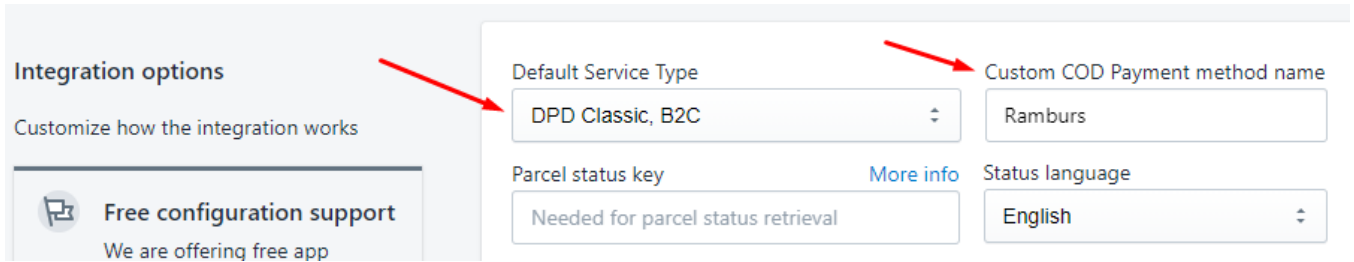 Integration options
Customize how the integration works
Free configuration support
We are offering free app
Default Service Type
DPD Classic, B2C
Custom COD Payment method name
Ramburs
Parcel status key
More info
Needed for parcel status retrieval
Status language
English